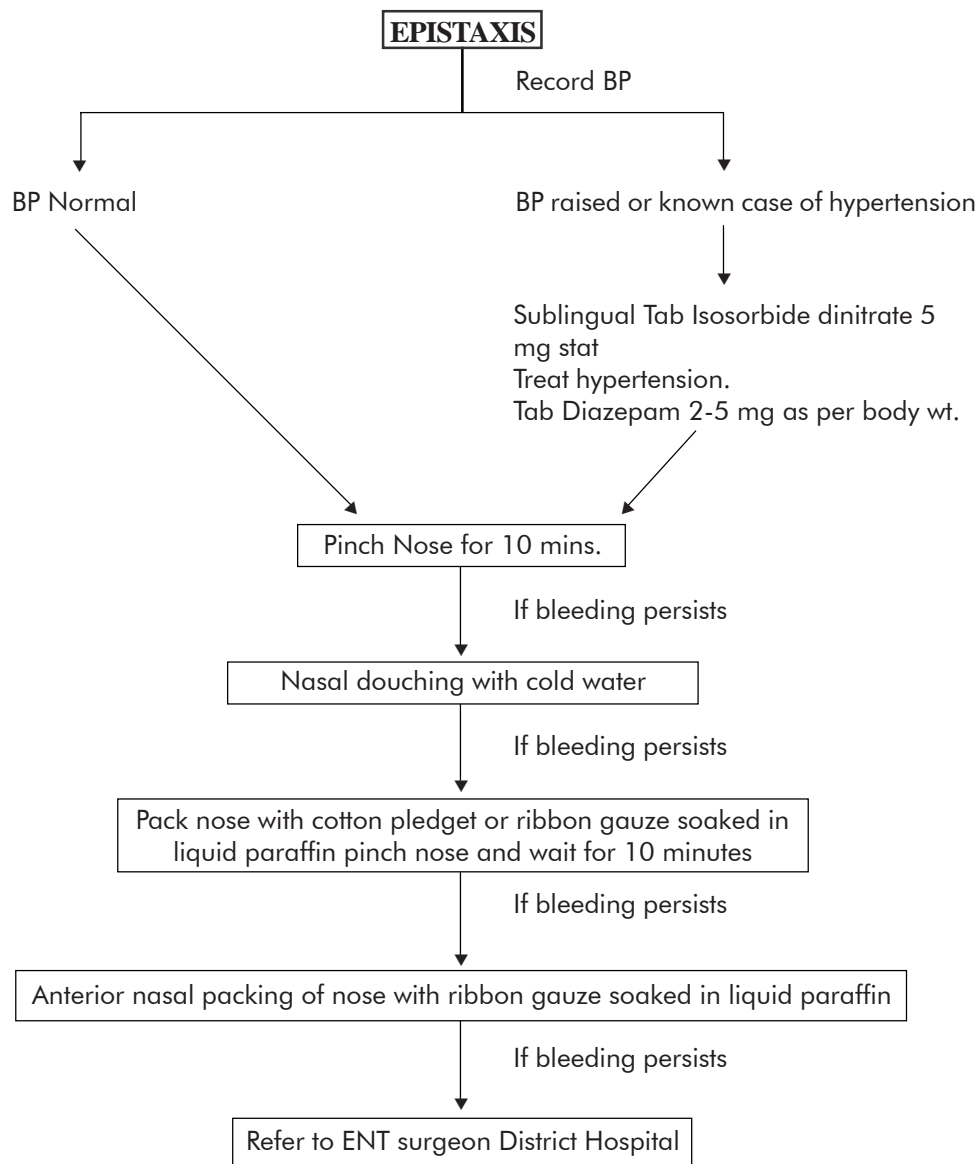 EPISTAXIS
Record BP
BP Normal
BP raised or known case of hypertension
Sublingual Tab Isosorbide dinitrate 5
mg stat
Treat hypertension.
Tab Diazepam 2-5 mg as per body wt.
Pinch Nose for 10 mins.
If bleeding persists
Nasal douching with cold water
If bleeding persists
Pack nose with cotton pledget or ribbon gauze soaked in
liquid paraffin pinch nose and wait for 10 minutes
If bleeding persists
Anterior nasal packing of nose with ribbon gauze soaked in liquid paraffin
If bleeding persists
Refer to ENT surgeon District Hospital